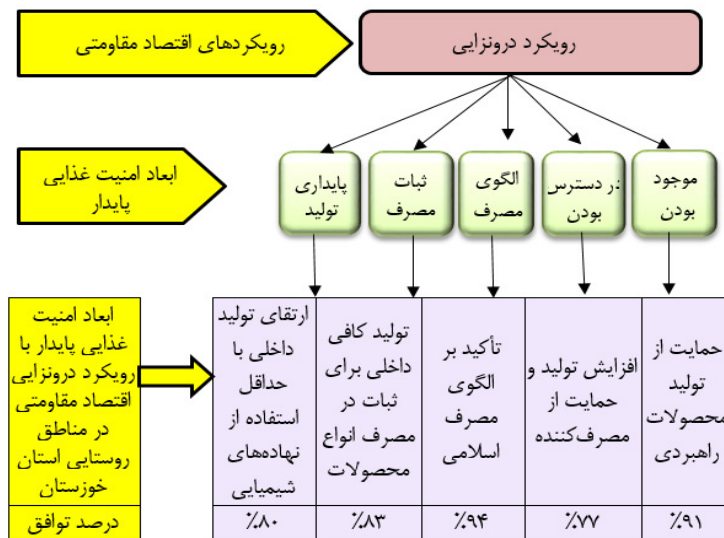 رویکردهای اقتصاد مقاومتی
رویکرد درونزایی
ابعاد امنیت غذایی
پایدار
موجود
بودن
در دسترس
بودن
الگوی
مصرف
ثبات
مصرف
پایداری
تولید
ابعاد امنیت
غذایی پایدار با
رویکرد درونزایی
اقتصاد مقاومتی
در مناطق
روستایی استان
خوزستان
حمایت از
تولید
محصولات
راهبردی
افزایش تولید و
حمایت از
مصرف‌کننده
تأکید بر
الگوی
مصرف
اسلامی
تولید کافی
داخلی برای
ثبات در
مصرف انواع
محصولات
ارتقای تولید
داخلی با
حداقل
استفاده از
نهاده‌های
شیمیایی
درصد توافق
٪۹۱
٪۷۷
٪۹۴
٪۸۳
٪۸۰